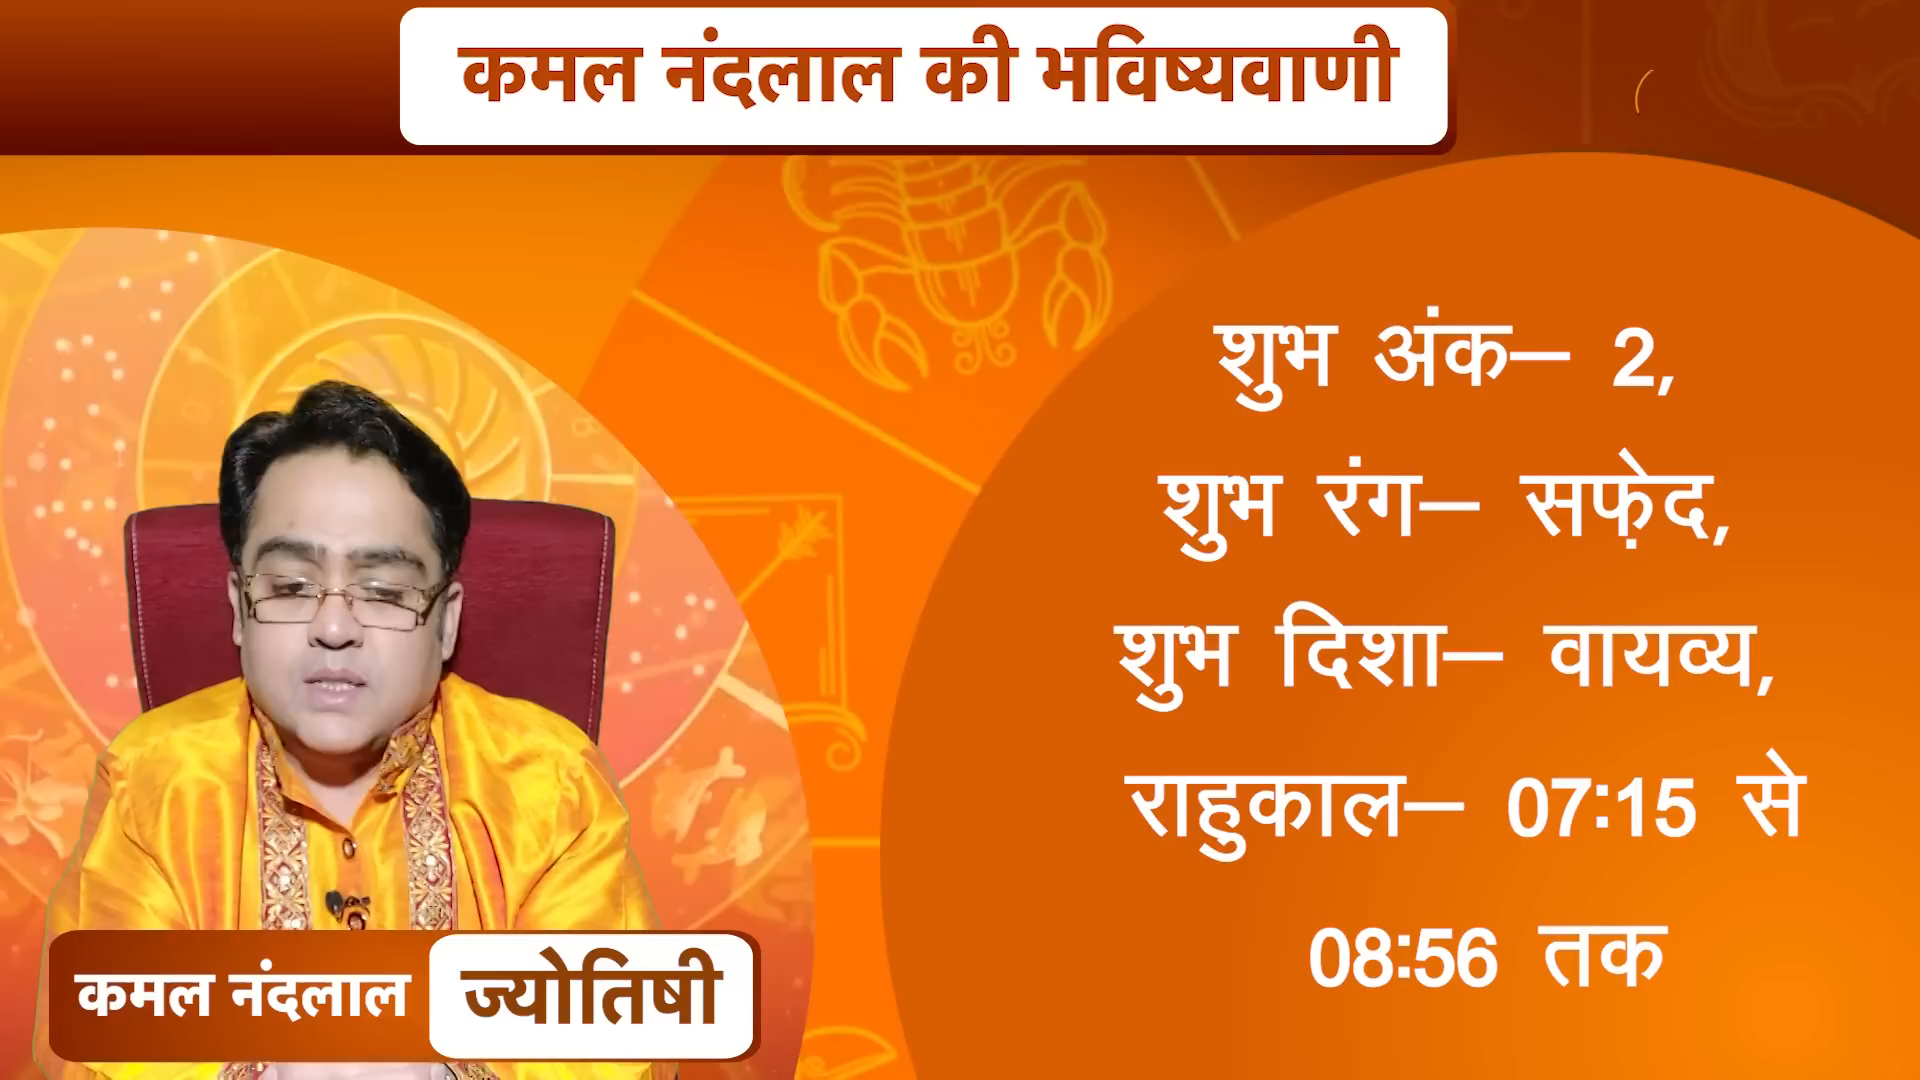 कमल नंदलाल की भविष्यवाणी
शुभ अंक– 2,
शुभ रंग– सफ़ेद,
शुभ दिशा– वायव्य,
राहुकाल– 07:15 से
08:56 तक
कमल नंदलाल ज्योतिषी